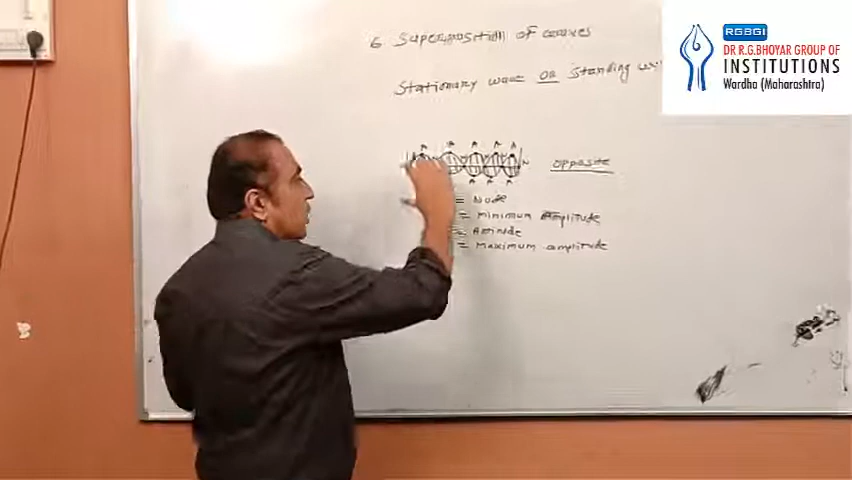 6 Superposition of waves
Stationary wave or Standing
RGBGI
DR R.G.BHOYAR GROUP OF
INSTITUTIONS
Wardha (Maharashtra)
A A A A
N
opposite
A A A
= Node
= Minimum Amplitude
= Antinode
= Maximum amplitude